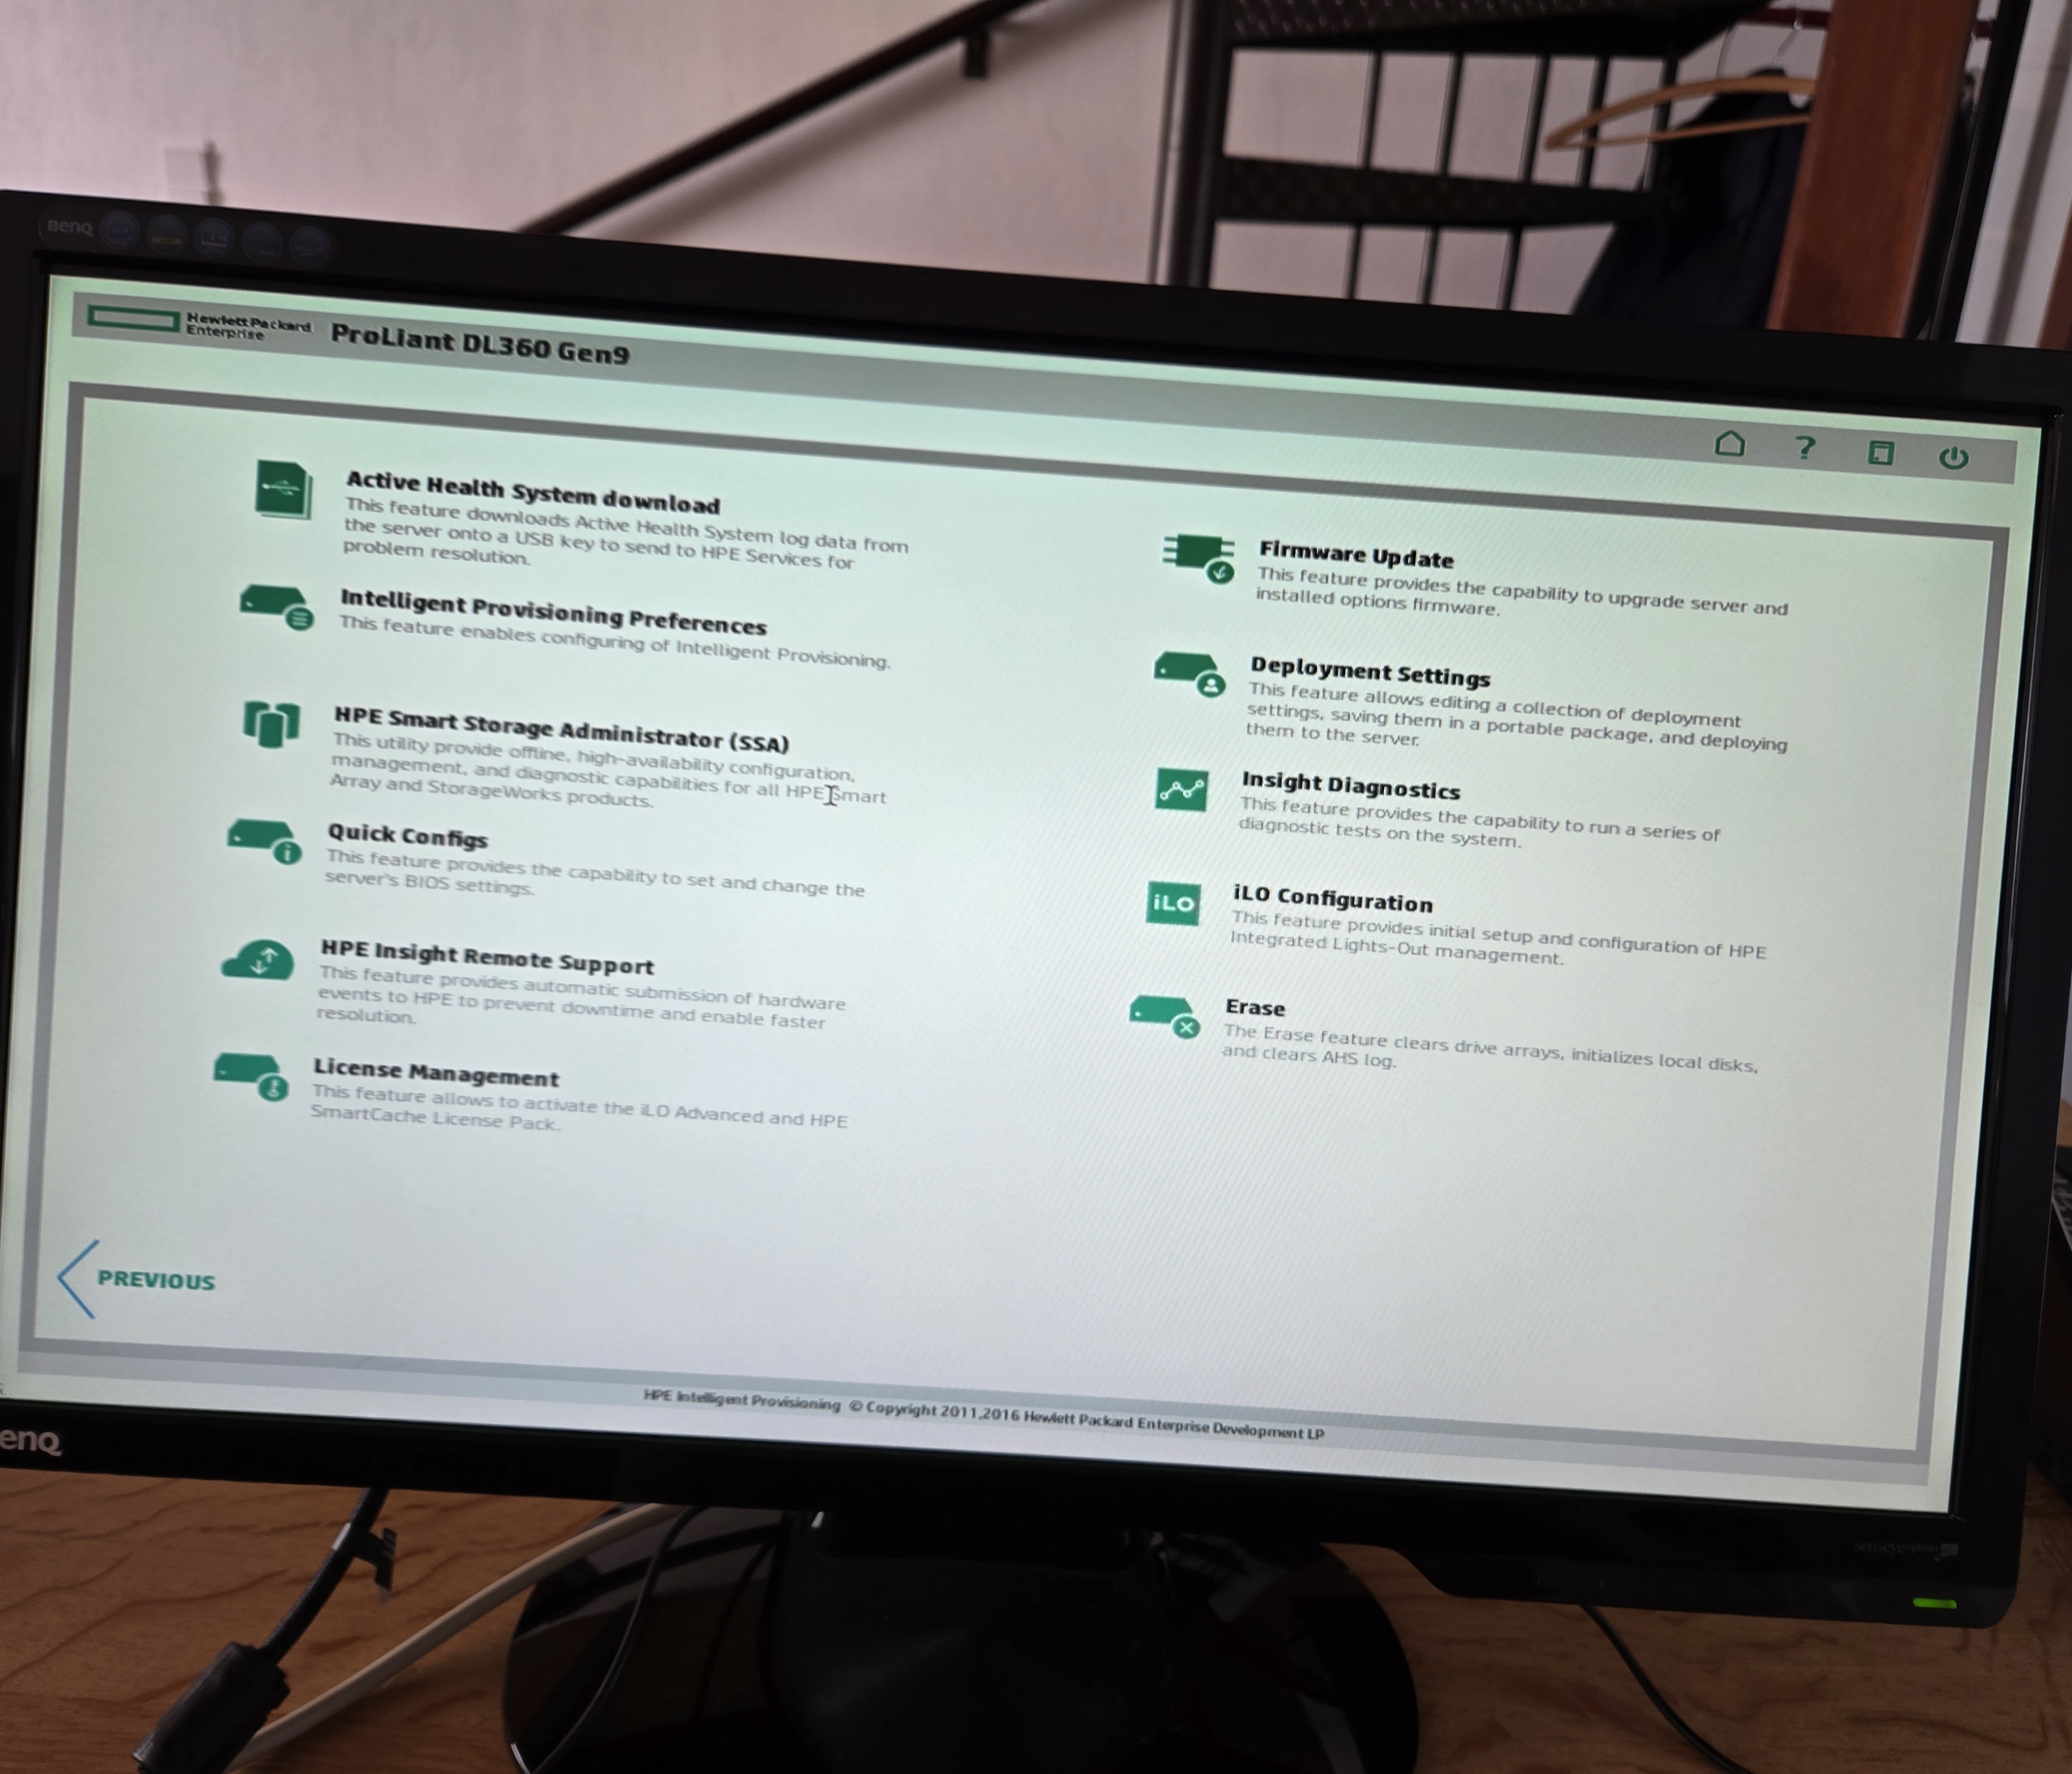 BenQ
Hewlett Packard
Enterprise
ProLiant DL360 Gen9
?
Active Health System download
This feature downloads Active Health System log data from
the server onto a USB key to send to HPE Services for
problem resolution.
Intelligent Provisioning Preferences
This feature enables configuring of Intelligent Provisioning.
HPE Smart Storage Administrator (SSA)
This utility provide offline, high-availability configuration,
management, and diagnostic capabilities for all HPE Smart
Array and StorageWorks products.
Quick Configs
This feature provides the capability to set and change the
server's BIOS settings.
HPE Insight Remote Support
This feature provides automatic submission of hardware
events to HPE to prevent downtime and enable faster
resolution.
License Management
This feature allows to activate the iLO Advanced and HPE
SmartCache License Pack.
Firmware Update
This feature provides the capability to upgrade server and
installed options firmware.
Deployment Settings
This feature allows editing a collection of deployment
settings, saving them in a portable package, and deploying
them to the server.
Insight Diagnostics
This feature provides the capability to run a series of
diagnostic tests on the system.
iLO
iLO Configuration
This feature provides initial setup and configuration of HPE
Integrated Lights-Out management.
Erase
The Erase feature clears drive arrays, initializes local disks,
and clears AHS log.
PREVIOUS
HPE Intelligent Provisioning © Copyright 2011,2016 Hewlett Packard Enterprise Development LP
enQ
senseye photo